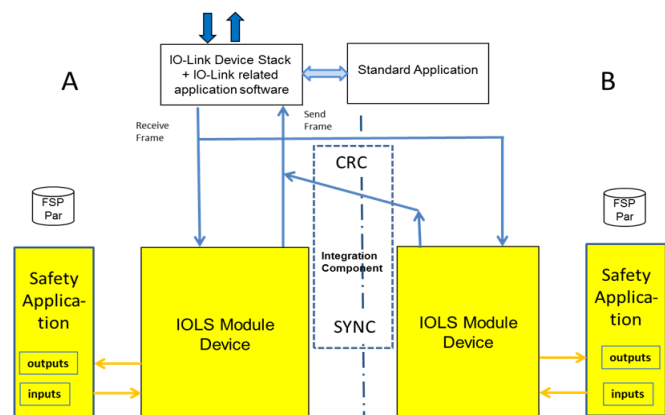 A
IO-Link Device Stack
+ IO-Link related
application software
Standard Application
B
Receive
Frame
Send
Frame
CRC
FSP
Par
FSP
Par
Integration
Component
Safety
Applica-
tion
IOLS Module
Device
SYNC
IOLS Module
Device
Safety
Applica-
tion
outputs
inputs
outputs
inputs